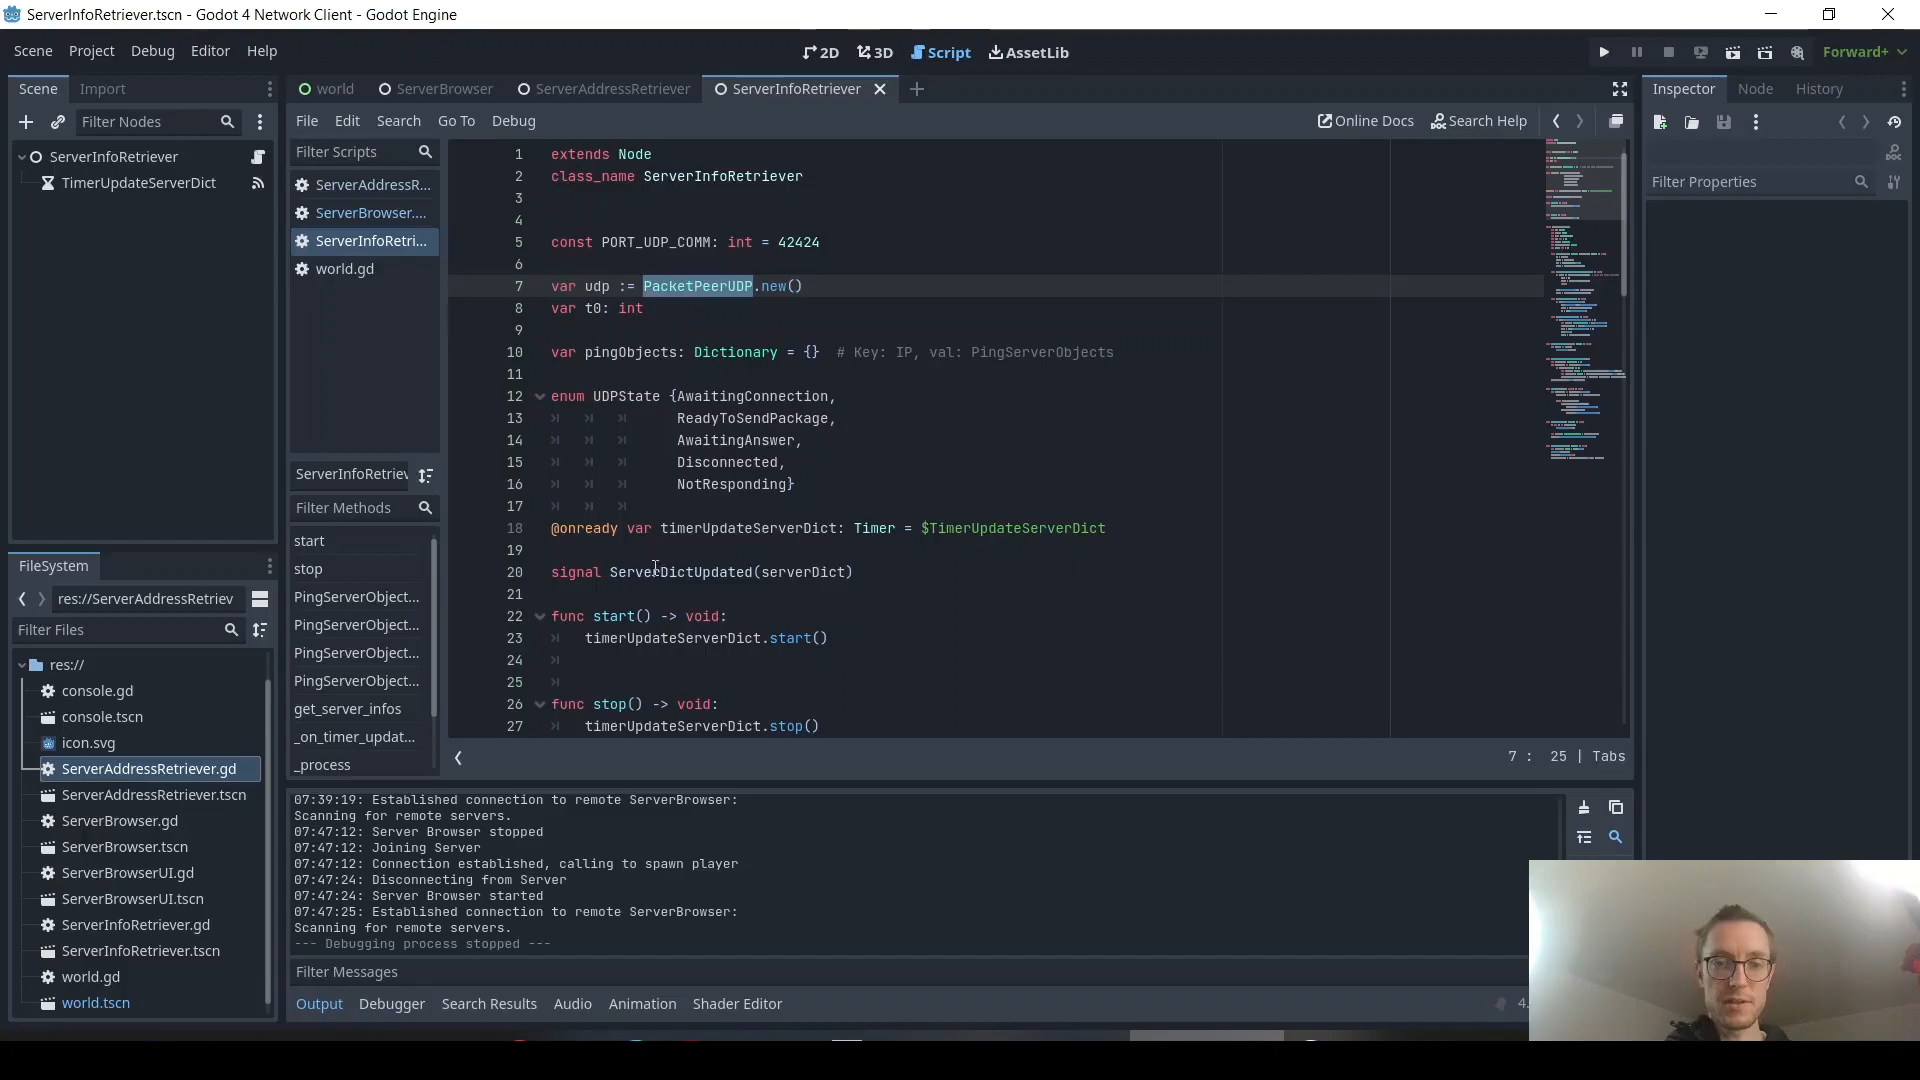 ServerInfoRetriever.tscn - Godot 4 Network Client - Godot Engine
Scene Project Debug Editor Help
2D 3D Script AssetLib
Forward+
Scene Import
Filter Nodes
ServerInfoRetriever
TimerUpdateServerDict
FileSystem
res://ServerAddressRetriev
Filter Files
res://
console.gd
console.tscn
icon.svg
ServerAddressRetriever.gd
ServerAddressRetriever.tscn
ServerBrowser.gd
ServerBrowser.tscn
ServerBrowserUI.gd
ServerBrowserUI.tscn
ServerInfoRetriever.gd
ServerInfoRetriever.tscn
world.gd
world.tscn
world ServerBrowser ServerAddressRetriever ServerInfoRetriever
File Edit Search Go To Debug
Online Docs Search Help
Filter Scripts
ServerAddressR...
ServerBrowser....
ServerInfoRetri...
world.gd
ServerInfoRetriev
Filter Methods
start
stop
PingServerObject...
PingServerObject...
PingServerObject...
PingServerObject...
get_server_infos
_on_timer_updat...
_process
1 extends Node
2 class_name ServerInfoRetriever
3
4
5 const PORT_UDP_COMM: int = 42424
6
7 var udp := PacketPeerUDP.new()
8 var t0: int
9
10 var pingObjects: Dictionary = {} # Key: IP, val: PingServerObjects
11
12 enum UDPState {AwaitingConnection,
13 ReadyToSendPackage,
14 AwaitingAnswer,
15 Disconnected,
16 NotResponding}
17
18 @onready var timerUpdateServerDict: Timer = $TimerUpdateServerDict
19
20 signal ServerDictUpdated(serverDict)
21
22 func start() -> void:
23 timerUpdateServerDict.start()
24
25
26 func stop() -> void:
27 timerUpdateServerDict.stop()
7 : 25 | Tabs
07:39:19: Established connection to remote ServerBrowser:
Scanning for remote servers.
07:47:12: Server Browser stopped
07:47:12: Joining Server
07:47:12: Connection established, calling to spawn player
07:47:24: Disconnecting from Server
07:47:24: Server Browser started
07:47:25: Established connection to remote ServerBrowser:
Scanning for remote servers.
--- Debugging process stopped ---
Filter Messages
Output Debugger Search Results Audio Animation Shader Editor
4.
Inspector Node History
Filter Properties